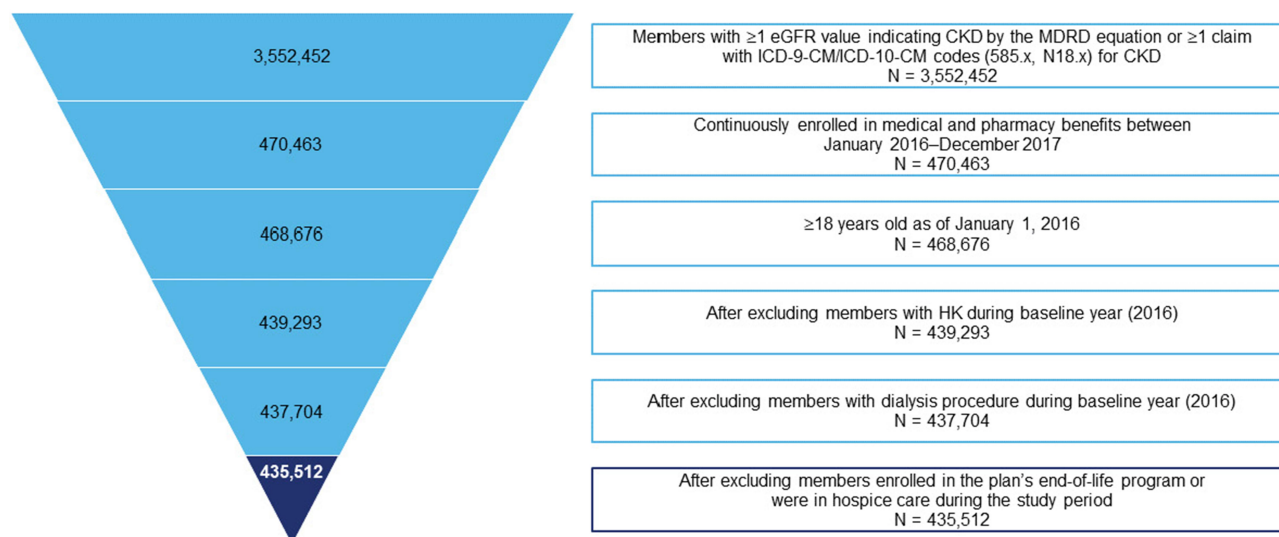 3,552,452
Members with ≥1 eGFR value indicating CKD by the MDRD equation or ≥1 claim
with ICD-9-CM/ICD-10-CM codes (585.x, N18.x) for CKD
N = 3,552,452
470,463
Continuously enrolled in medical and pharmacy benefits between
January 2016–December 2017
N = 470,463
468,676
≥18 years old as of January 1, 2016
N = 468,676
439,293
After excluding members with HK during baseline year (2016)
N = 439,293
437,704
After excluding members with dialysis procedure during baseline year (2016)
N = 437,704
435,512
After excluding members enrolled in the plan’s end-of-life program or
were in hospice care during the study period
N = 435,512